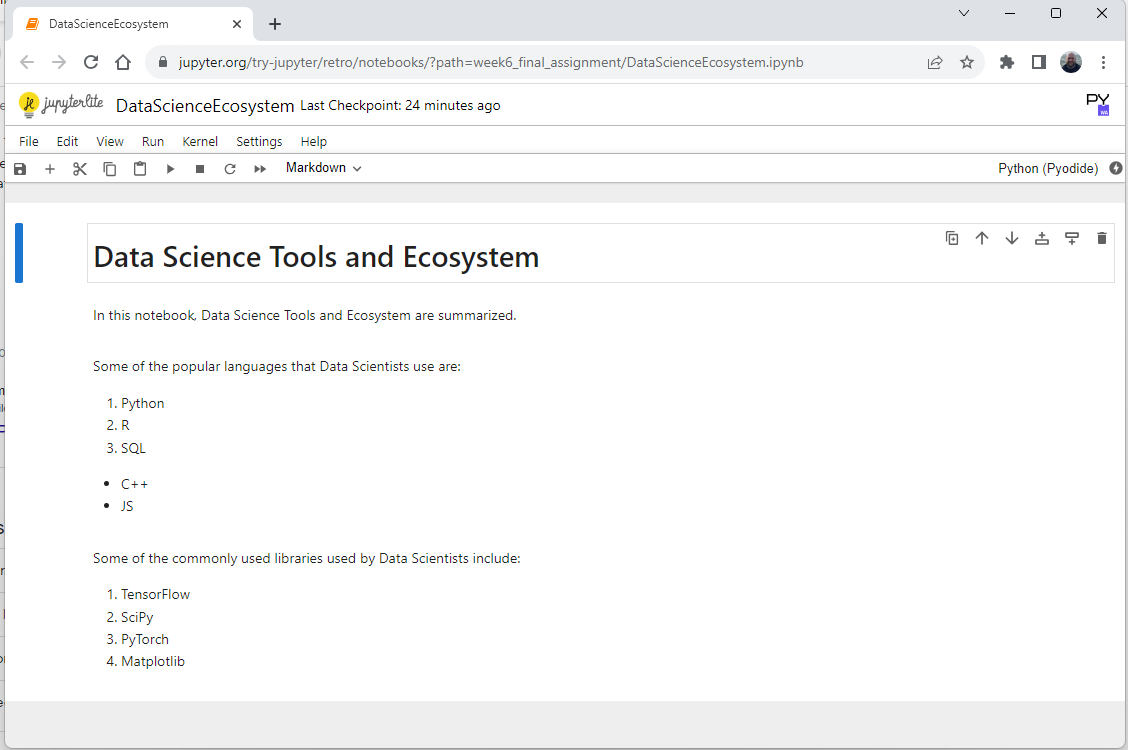 DataScienceEcosystem
jupyter.org/try-jupyter/retro/notebooks/?path=week6_final_assignment/DataScienceEcosystem.ipynb
jupyterlite DataScienceEcosystem Last Checkpoint: 24 minutes ago
PY
File Edit View Run Kernel Settings Help
Markdown
Python (Pyodide)
Data Science Tools and Ecosystem
In this notebook, Data Science Tools and Ecosystem are summarized.
Some of the popular languages that Data Scientists use are:
1. Python
2. R
3. SQL
• C++
• JS
Some of the commonly used libraries used by Data Scientists include:
1. TensorFlow
2. SciPy
3. PyTorch
4. Matplotlib